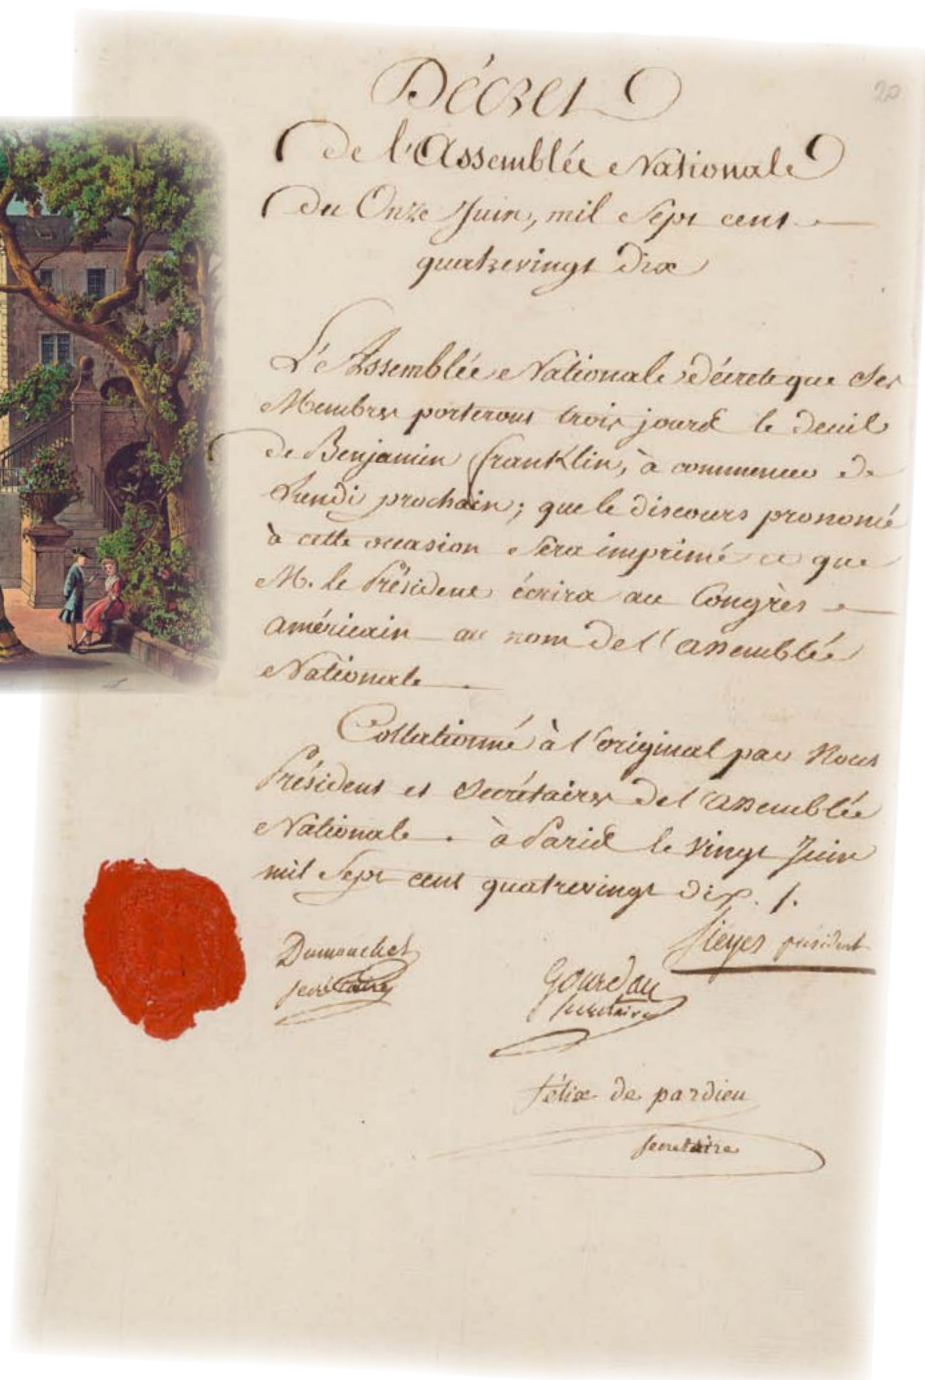 20
Décret
de l'Assemblée Nationale
du Onze Juin, mil Sept cent
quatrevingt dix
L'Assemblée Nationale décrete que Ses
Membres porteront trois jours le deuil
de Benjamin franklin, à commencer de
Lundi prochain; que le discours prononcé
à cette occasion Sera imprimé et que
M. le Président écrira au Congrès
américain au nom de l'assemblée
Nationale
Collationné à l'original par Nous
Président et Secrétaires de l'assemblée
Nationale. à Paris le vingt Juin
mil Sept cent quatrevingt dix. /.
Sieyes président
Dumouchet
secrétaire
Gourdan
secrétaire
félix de pardieu
secretaire